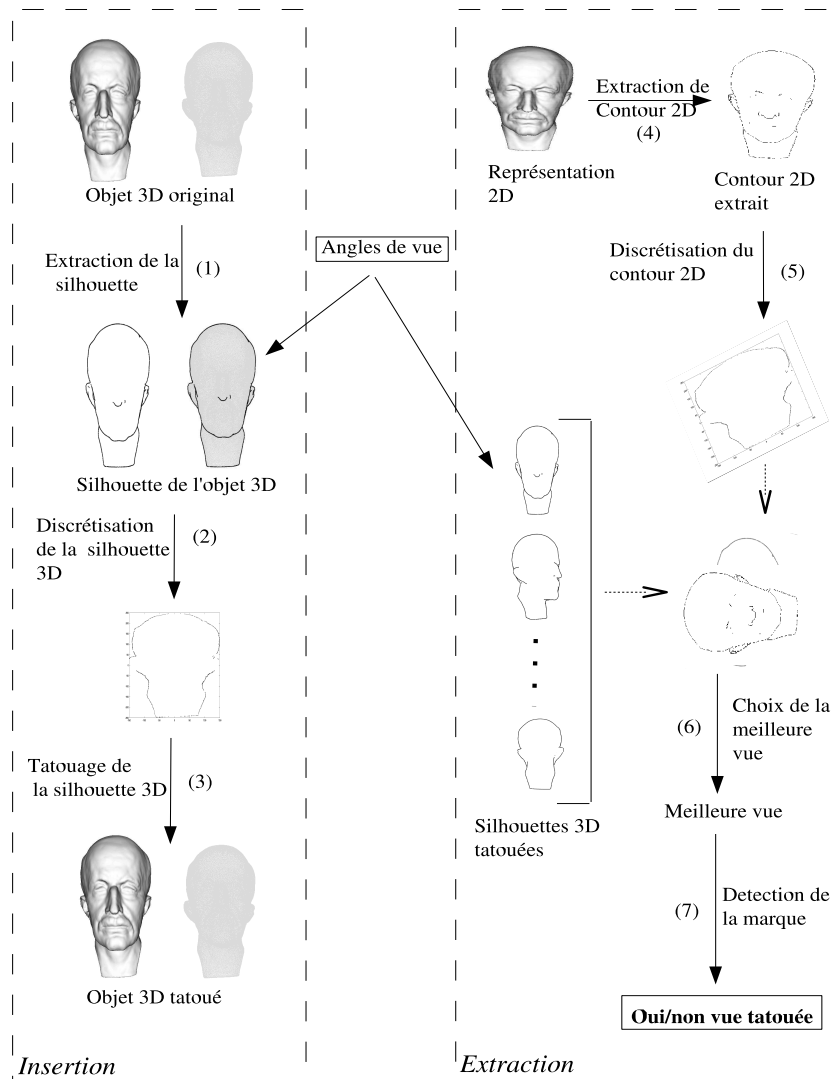 Objet 3D original
Extraction de la
silhouette
(1)
Silhouette de l'objet 3D
Discrétisation
de la silhouette
3D
(2)
Tatouage de
la silhouette 3D
(3)
Objet 3D tatoué
Insertion
Angles de vue
Représentation
2D
Extraction de
Contour 2D
(4)
Contour 2D
extrait
Discrétisation du
contour 2D
(5)
Silhouettes 3D
tatouées
(6)
Choix de la
meilleure
vue
Meilleure vue
(7)
Detection de
la marque
Oui/non vue tatouée
Extraction